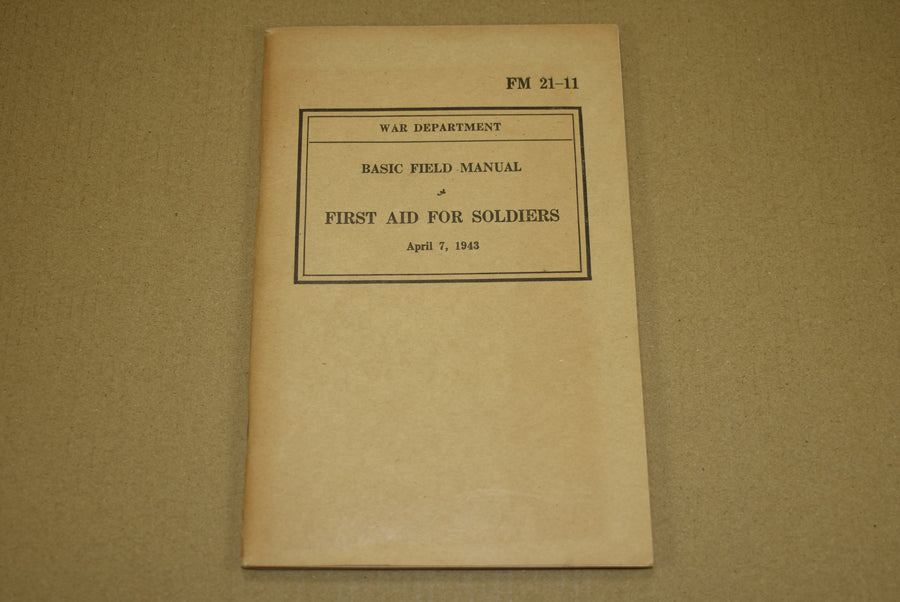 FM 21–11
WAR DEPARTMENT
BASIC FIELD MANUAL
FIRST AID FOR SOLDIERS
April 7, 1943